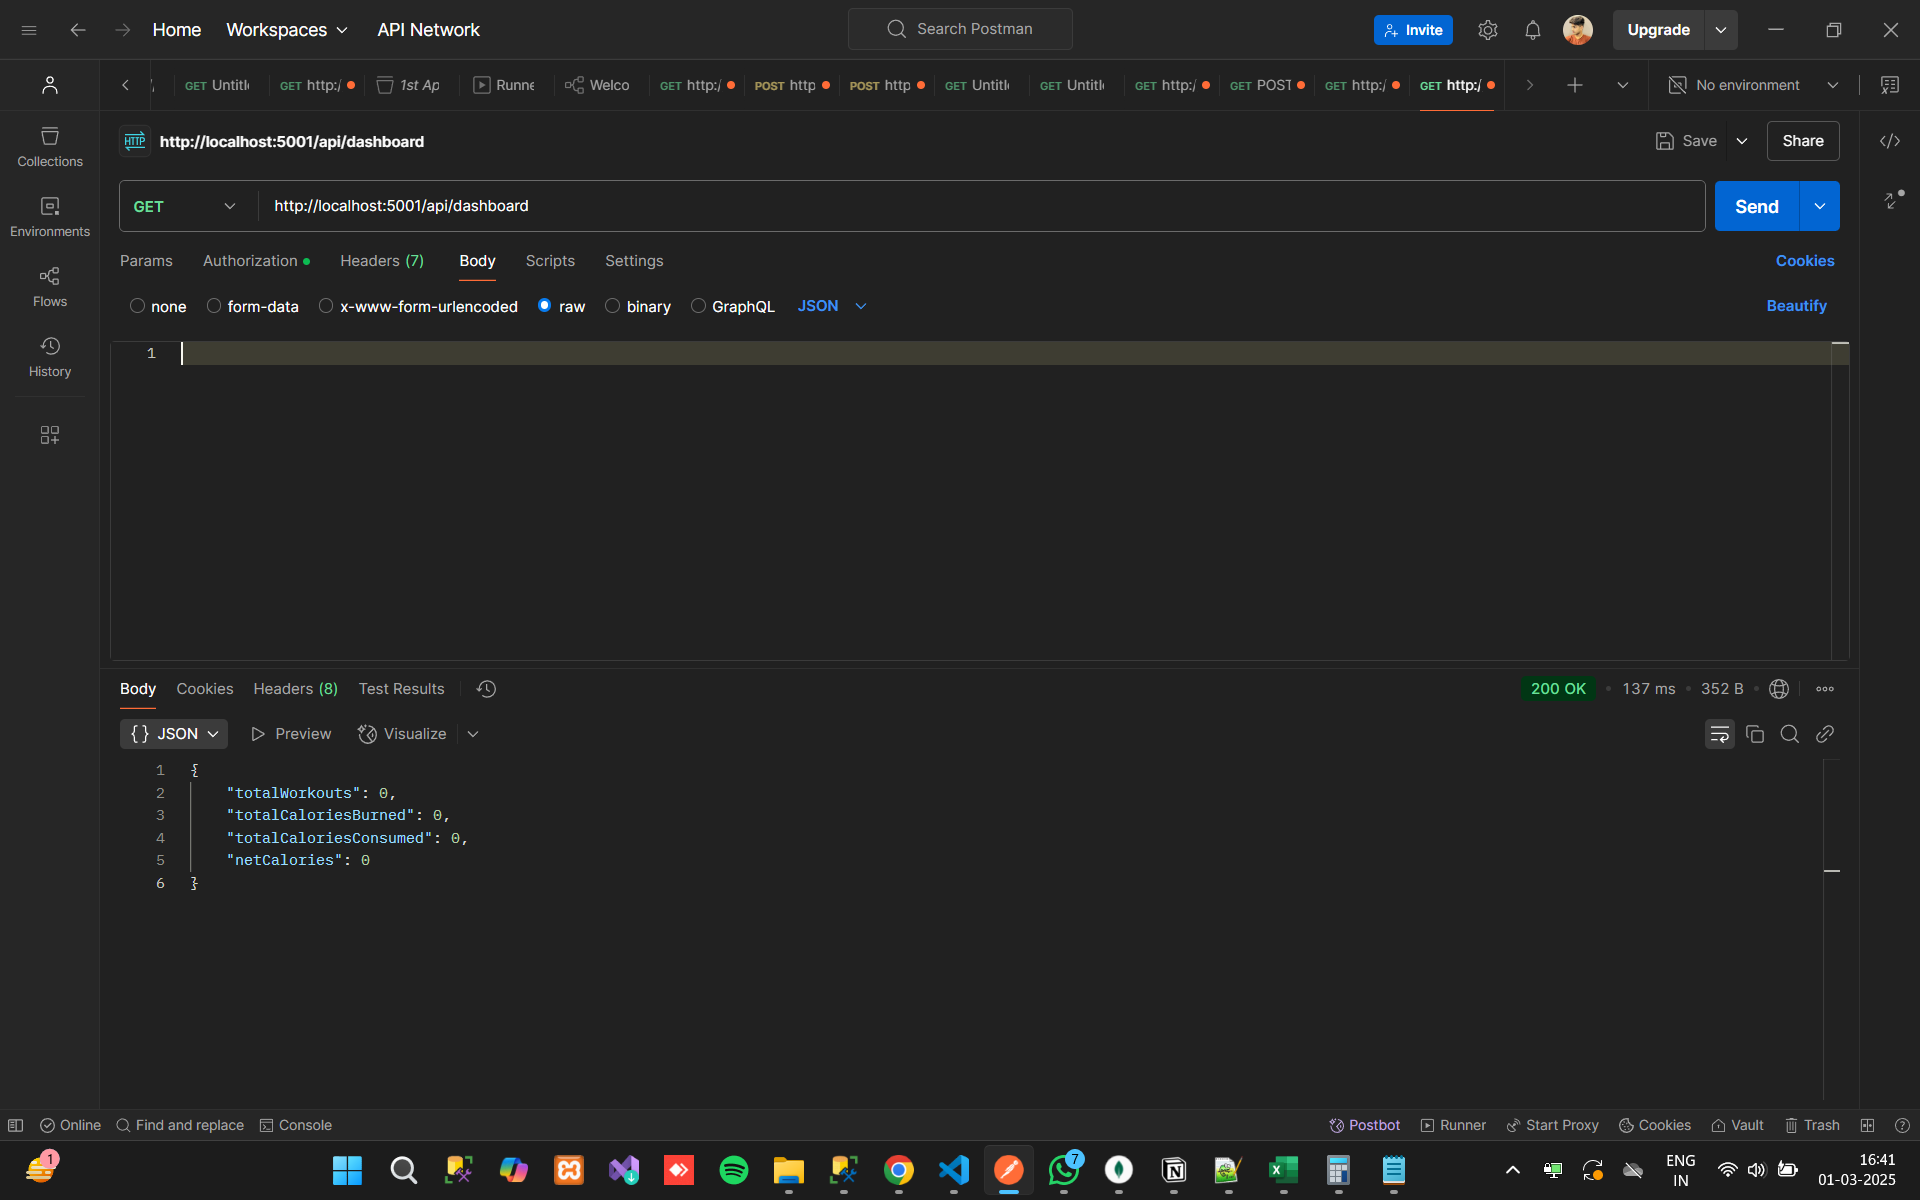 Home Workspaces API Network Search Postman Invite Upgrade
GET Untitle GET http:/ 1st Ap Runne Welco GET http:/ POST http POST http GET Untitle GET Untitle GET http:/ GET POST GET http:/ GET http:/ No environment
HTTP http://localhost:5001/api/dashboard Save Share
Collections
GET http://localhost:5001/api/dashboard Send
Environments
Params Authorization Headers (7) Body Scripts Settings Cookies
Flows
none form-data x-www-form-urlencoded raw binary GraphQL JSON Beautify
1
History
Body Cookies Headers (8) Test Results 200 OK 137 ms 352 B
{} JSON Preview Visualize
1 {
2 "totalWorkouts": 0,
3 "totalCaloriesBurned": 0,
4 "totalCaloriesConsumed": 0,
5 "netCalories": 0
6 }
Online Find and replace Console Postbot Runner Start Proxy Cookies Vault Trash
1 7 ENG IN 16:41
01-03-2025